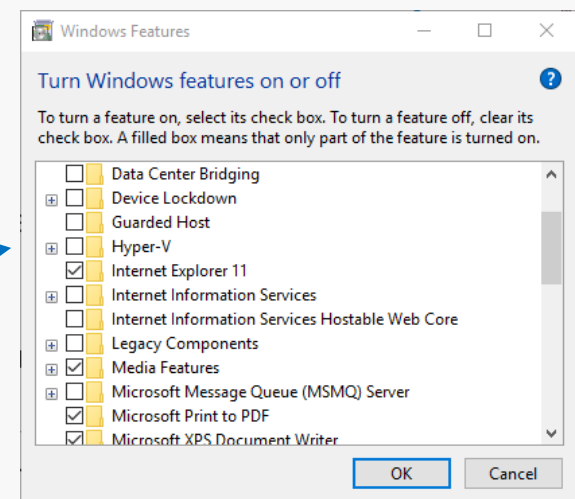 Windows Features
Turn Windows features on or off
To turn a feature on, select its check box. To turn a feature off, clear its
check box. A filled box means that only part of the feature is turned on.
Data Center Bridging
Device Lockdown
Guarded Host
Hyper-V
Internet Explorer 11
Internet Information Services
Internet Information Services Hostable Web Core
Legacy Components
Media Features
Microsoft Message Queue (MSMQ) Server
Microsoft Print to PDF
Microsoft XPS Document Writer
OK
Cancel